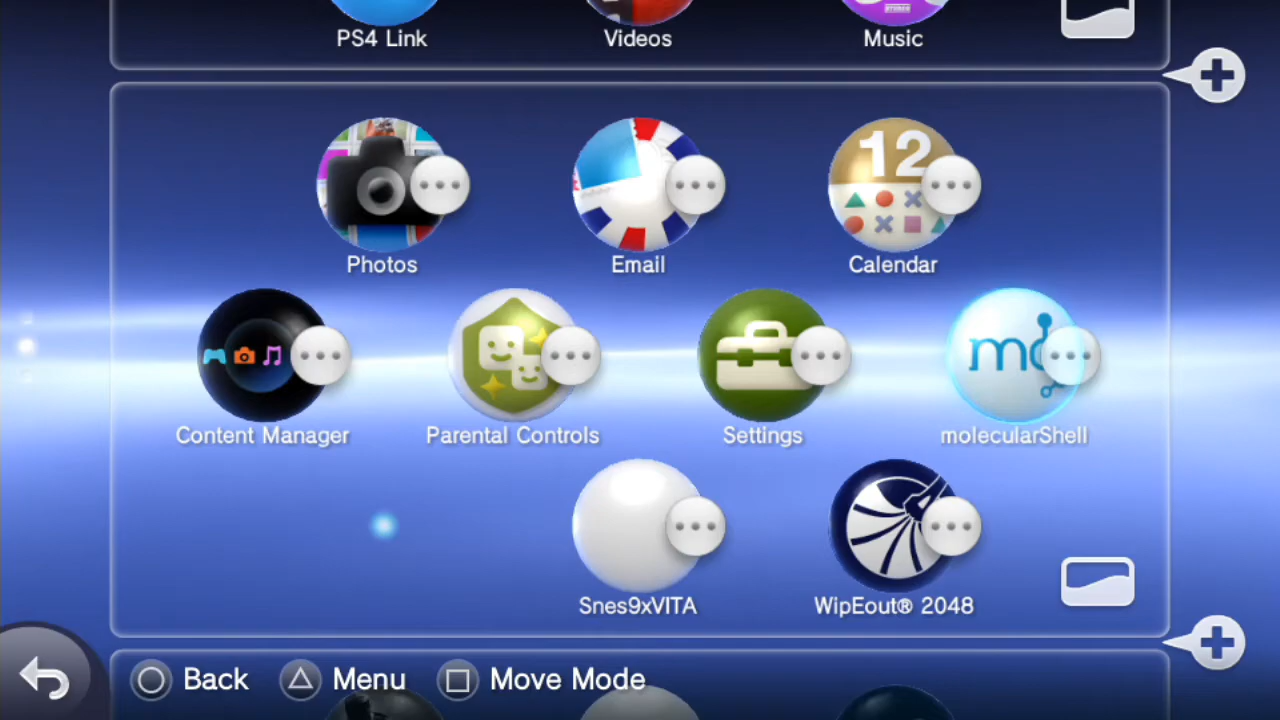 PS4 Link
Videos
Music
Photos
Email
12
Calendar
Content Manager
Parental Controls
Settings
mo
molecularShell
Snes9xVITA
WipEout® 2048
Back
Menu
Move Mode